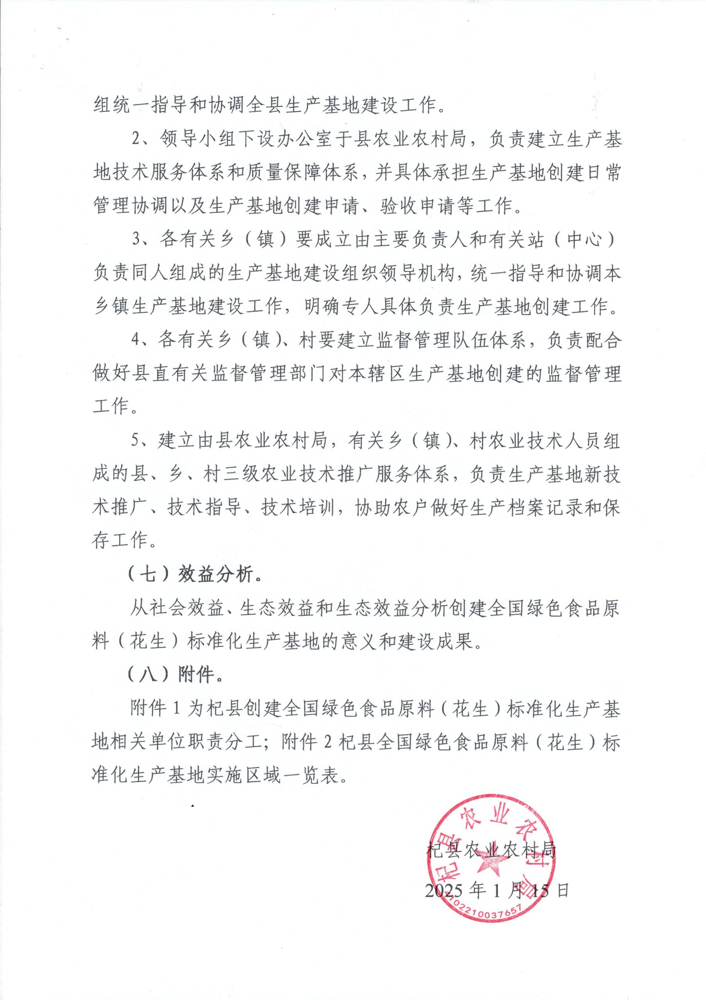 组统一指导和协调全县生产基地建设工作。
2、领导小组下设办公室于县农业农村局，负责建立生产基
地技术服务体系和质量保障体系，并具体承担生产基地创建日常
管理协调以及生产基地创建申请、验收申请等工作。
3、各有关乡（镇）要成立由主要负责人和有关站（中心）
负责同人组成的生产基地建设组织领导机构，统一指导和协调本
乡镇生产基地建设工作，明确专人具体负责生产基地创建工作。
4、各有关乡（镇）、村要建立监督管理队伍体系，负责配合
做好县直有关监督管理部门对本辖区生产基地创建的监督管理
工作。
5、建立由县农业农村局，有关乡（镇）、村农业技术人员组
成的县、乡、村三级农业技术推广服务体系，负责生产基地新技
术推广、技术指导、技术培训，协助农户做好生产档案记录和保
存工作。
（七）效益分析。
从社会效益、生态效益和生态效益分析创建全国绿色食品原
料（花生）标准化生产基地的意义和建设成果。
（八）附件。
附件 1 为杞县创建全国绿色食品原料（花生）标准化生产基
地相关单位职责分工；附件 2 杞县全国绿色食品原料（花生）标
准化生产基地实施区域一览表。
杞县农业农村局
2025 年 1 月 15 日
杞县农业农村局
4102210037657